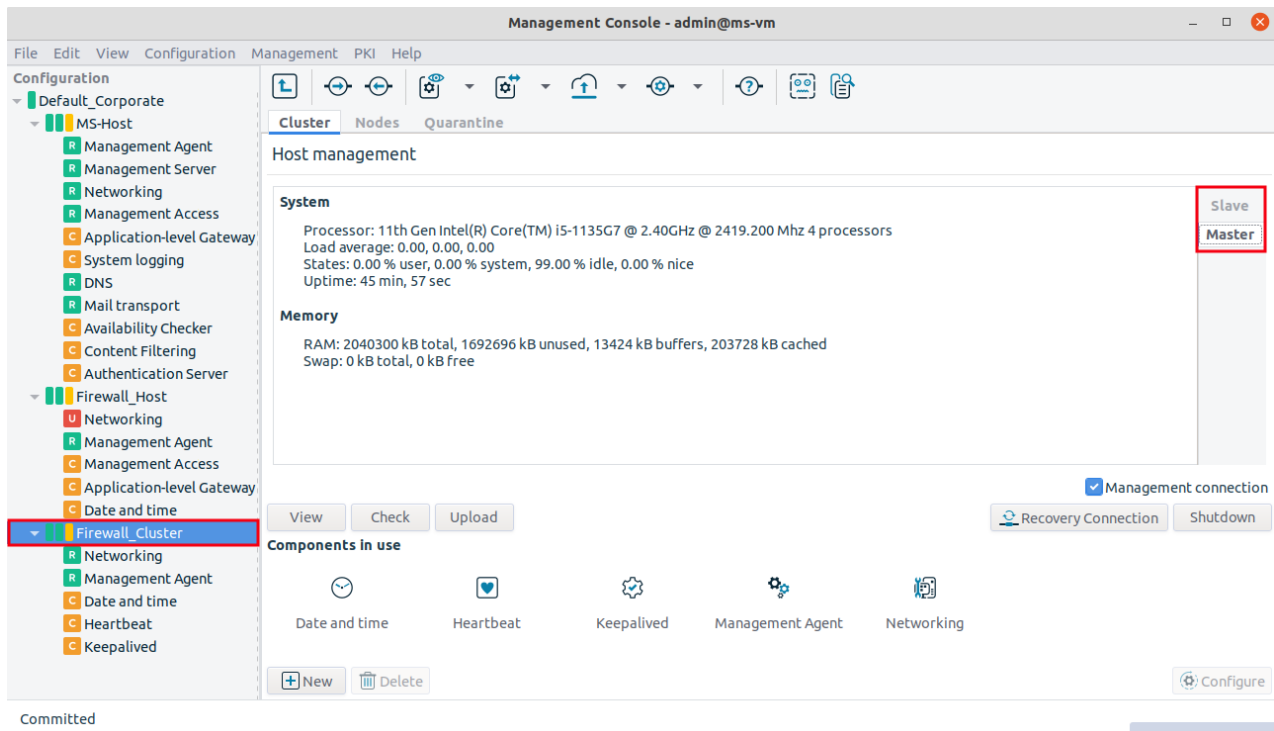 Management Console - admin@ms-vm
File Edit View Configuration Management PKI Help
Configuration
Default_Corporate
MS-Host
R Management Agent
R Management Server
R Networking
R Management Access
C Application-level Gateway
C System logging
R DNS
R Mail transport
C Availability Checker
C Content Filtering
C Authentication Server
Firewall_Host
U Networking
R Management Agent
C Management Access
C Application-level Gateway
C Date and time
Firewall_Cluster
R Networking
R Management Agent
C Date and time
C Heartbeat
C Keepalived
Cluster Nodes Quarantine
Host management
System
Processor: 11th Gen Intel(R) Core(TM) i5-1135G7 @ 2.40GHz @ 2419.200 Mhz 4 processors
Load average: 0.00, 0.00, 0.00
States: 0.00 % user, 0.00 % system, 99.00 % idle, 0.00 % nice
Uptime: 45 min, 57 sec
Memory
RAM: 2040300 kB total, 1692696 kB unused, 13424 kB buffers, 203728 kB cached
Swap: 0 kB total, 0 kB free
Slave
Master
Management connection
View Check Upload Recovery Connection Shutdown
Components in use
Date and time Heartbeat Keepalived Management Agent Networking
New Delete Configure
Committed